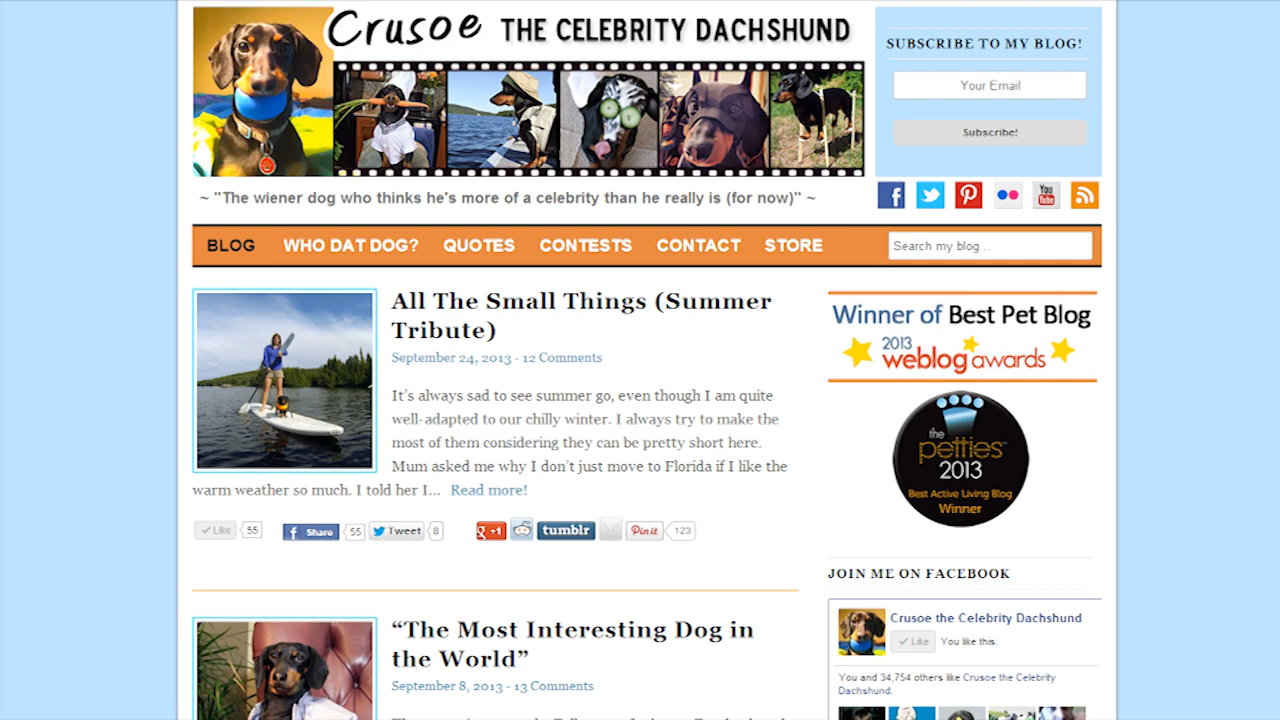 Crusoe THE CELEBRITY DACHSHUND
SUBSCRIBE TO MY BLOG!
Your Email
Subscribe!
~ "The wiener dog who thinks he's more of a celebrity than he really is (for now)" ~
You Tube
BLOG WHO DAT DOG? QUOTES CONTESTS CONTACT STORE
Search my blog...
All The Small Things (Summer
Tribute)
September 24, 2013 - 12 Comments
It's always sad to see summer go, even though I am quite
well-adapted to our chilly winter. I always try to make the
most of them considering they can be pretty short here.
Mum asked me why I don't just move to Florida if I like the
warm weather so much. I told her I... Read more!
Like 55 Share 55 Tweet 8 g +1 tumblr Pin it 123
Winner of Best Pet Blog
2013
weblog awards
the
petties™
2013
Best Active Living Blog
Winner
JOIN ME ON FACEBOOK
Crusoe the Celebrity Dachshund
Like You like this.
You and 34,754 others like Crusoe the Celebrity
Dachshund.
“The Most Interesting Dog in
the World”
September 8, 2013 - 13 Comments